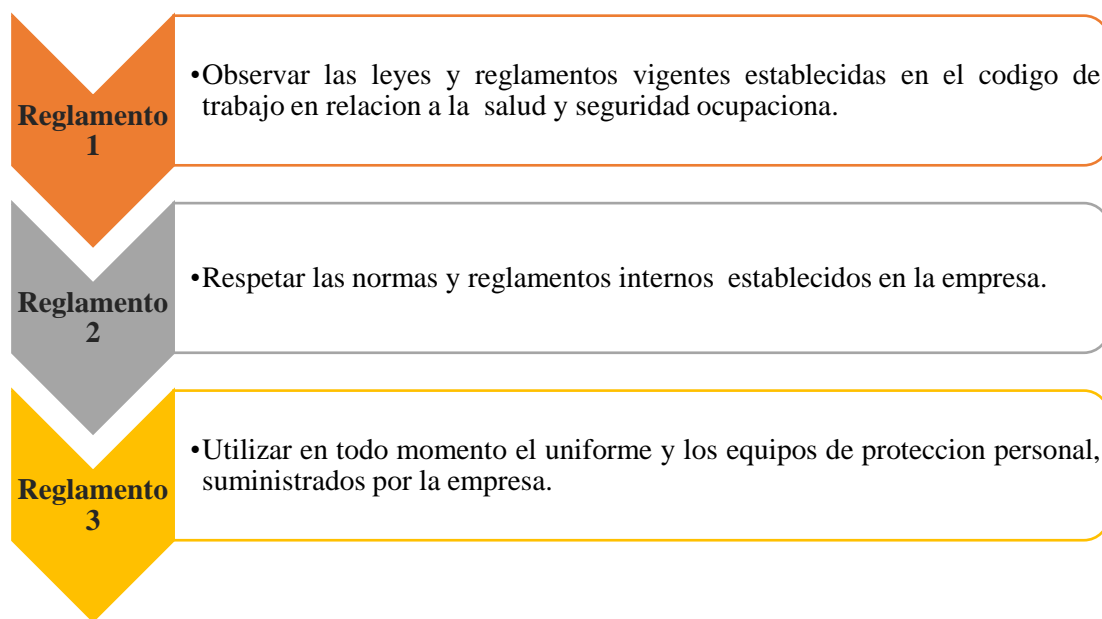 Reglamento
1
•Observar las leyes y reglamentos vigentes establecidas en el codigo de
trabajo en relacion a la salud y seguridad ocupaciona.
Reglamento
2
•Respetar las normas y reglamentos internos establecidos en la empresa.
Reglamento
3
•Utilizar en todo momento el uniforme y los equipos de proteccion personal,
suministrados por la empresa.